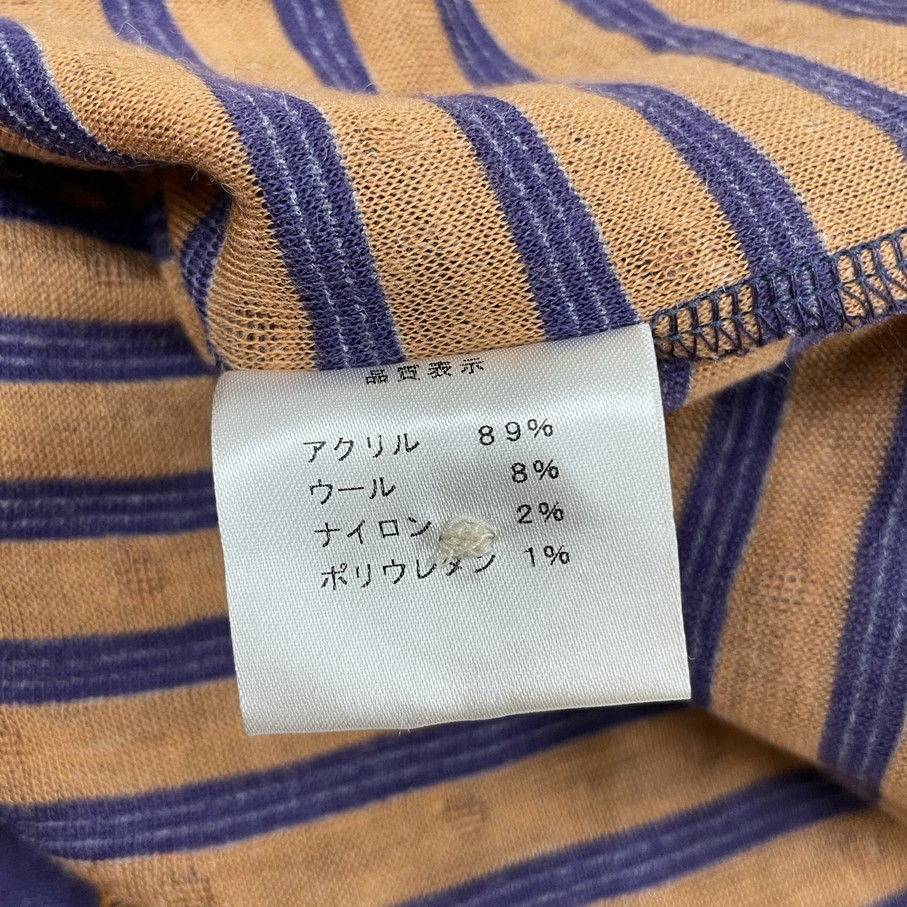 品質表示
アクリル 89%
ウール 8%
ナイロン 2%
ポリウレタン 1%